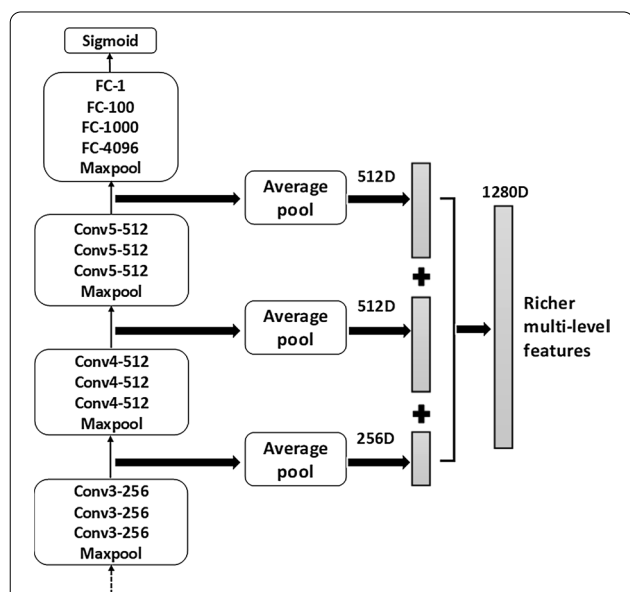 Sigmoid
FC-1
FC-100
FC-1000
FC-4096
Maxpool
Average
pool
512D
1280D
Conv5-512
Conv5-512
Conv5-512
Maxpool
Average
pool
512D
Richer
multi-level
features
Conv4-512
Conv4-512
Conv4-512
Maxpool
Average
pool
256D
Conv3-256
Conv3-256
Conv3-256
Maxpool